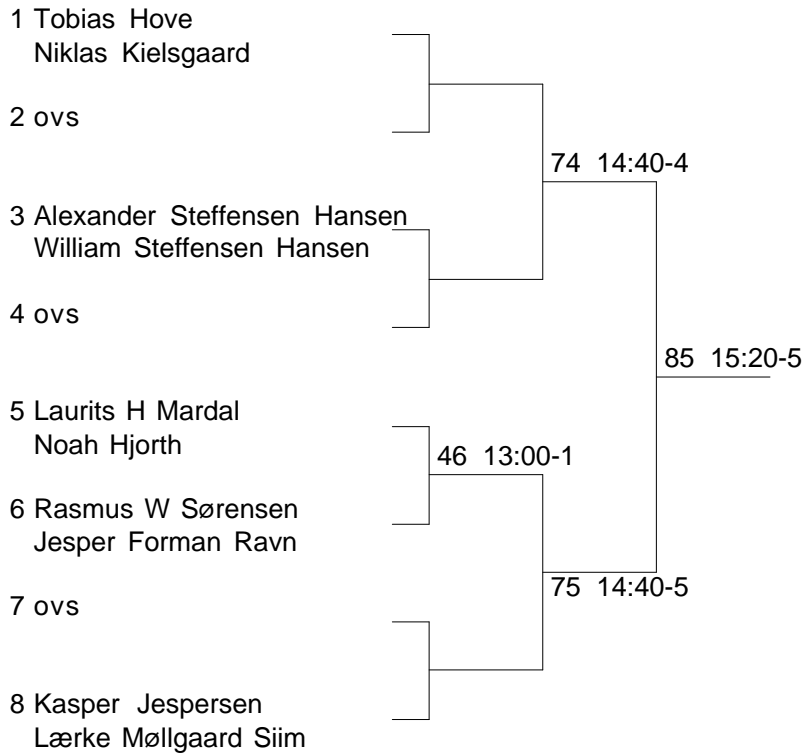 1 Tobias Hove
Niklas Kielsgaard
2 ovs
74 14:40-4
3 Alexander Steffensen Hansen
William Steffensen Hansen
4 ovs
85 15:20-5
5 Laurits H Mardal
Noah Hjorth
46 13:00-1
6 Rasmus W Sørensen
Jesper Forman Ravn
75 14:40-5
7 ovs
8 Kasper Jespersen
Lærke Møllgaard Siim